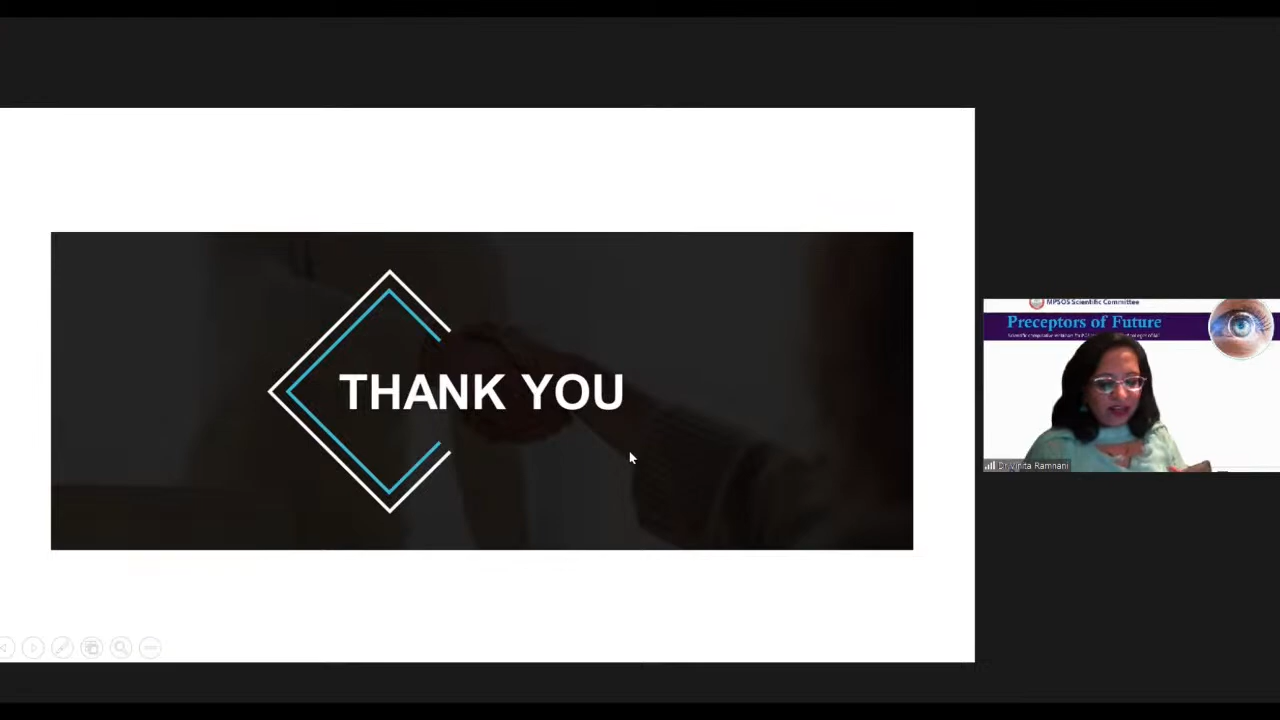 THANK YOU
MPSOS Scientific Committee
Preceptors of Future
Dr Vinita Ramnani